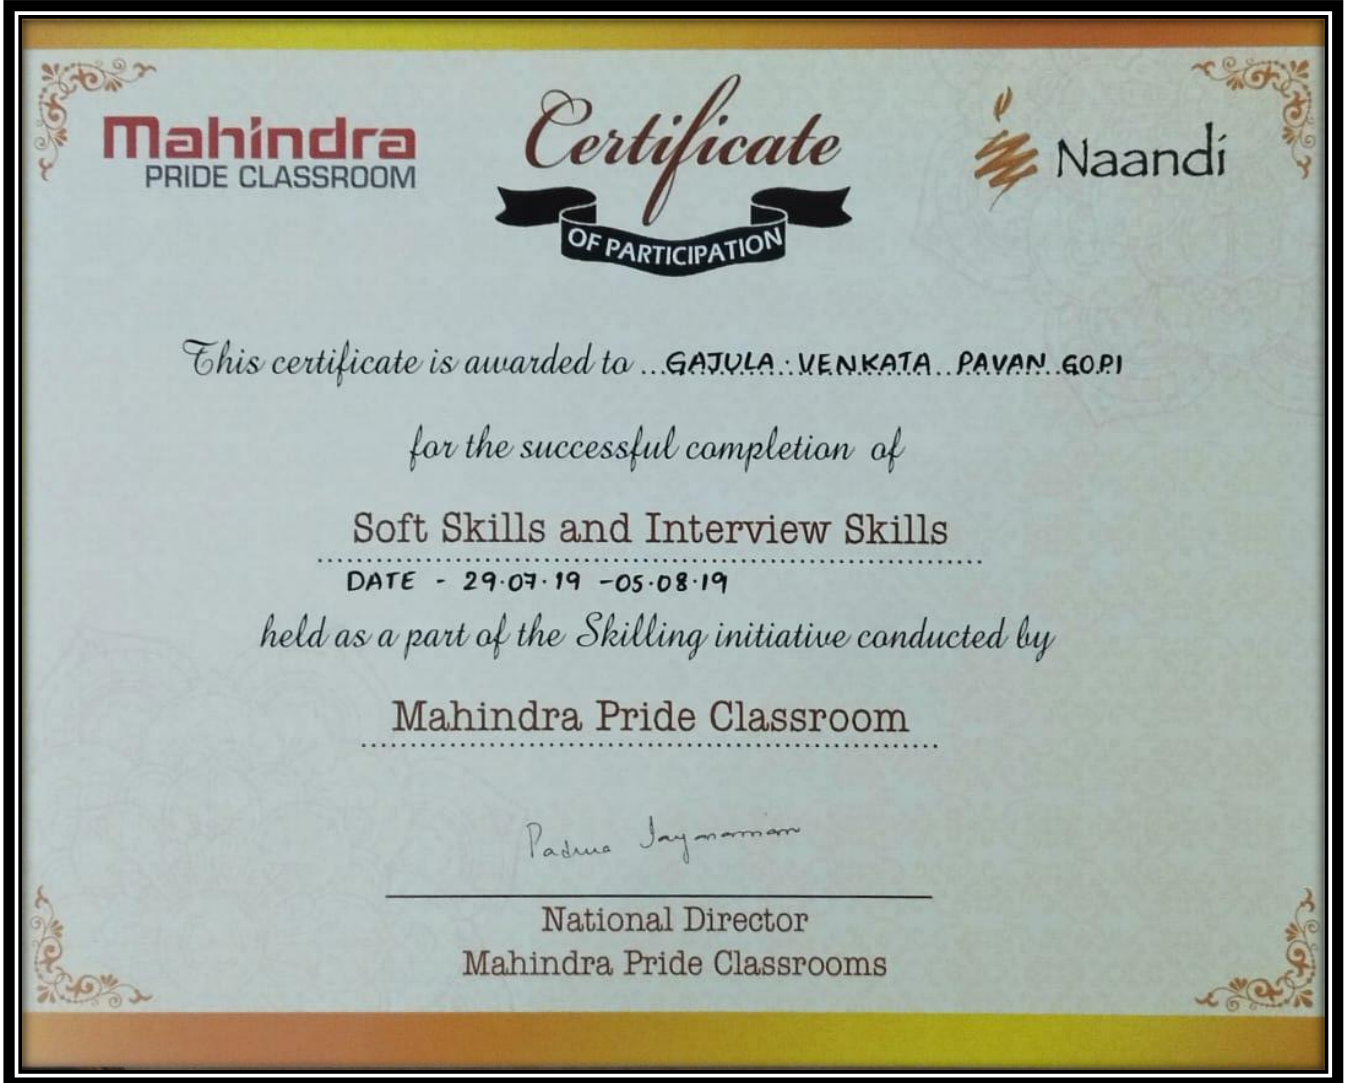 Mahindra
PRIDE CLASSROOM
Certificate
OF PARTICIPATION
Naandi
This certificate is awarded to ...GAJULA. VENKATA..PAVAN..GOPI
for the successful completion of
Soft Skills and Interview Skills
DATE - 29.07.19 -05.08.19
held as a part of the Skilling initiative conducted by
Mahindra Pride Classroom
Padma
National Director
Mahindra Pride Classrooms